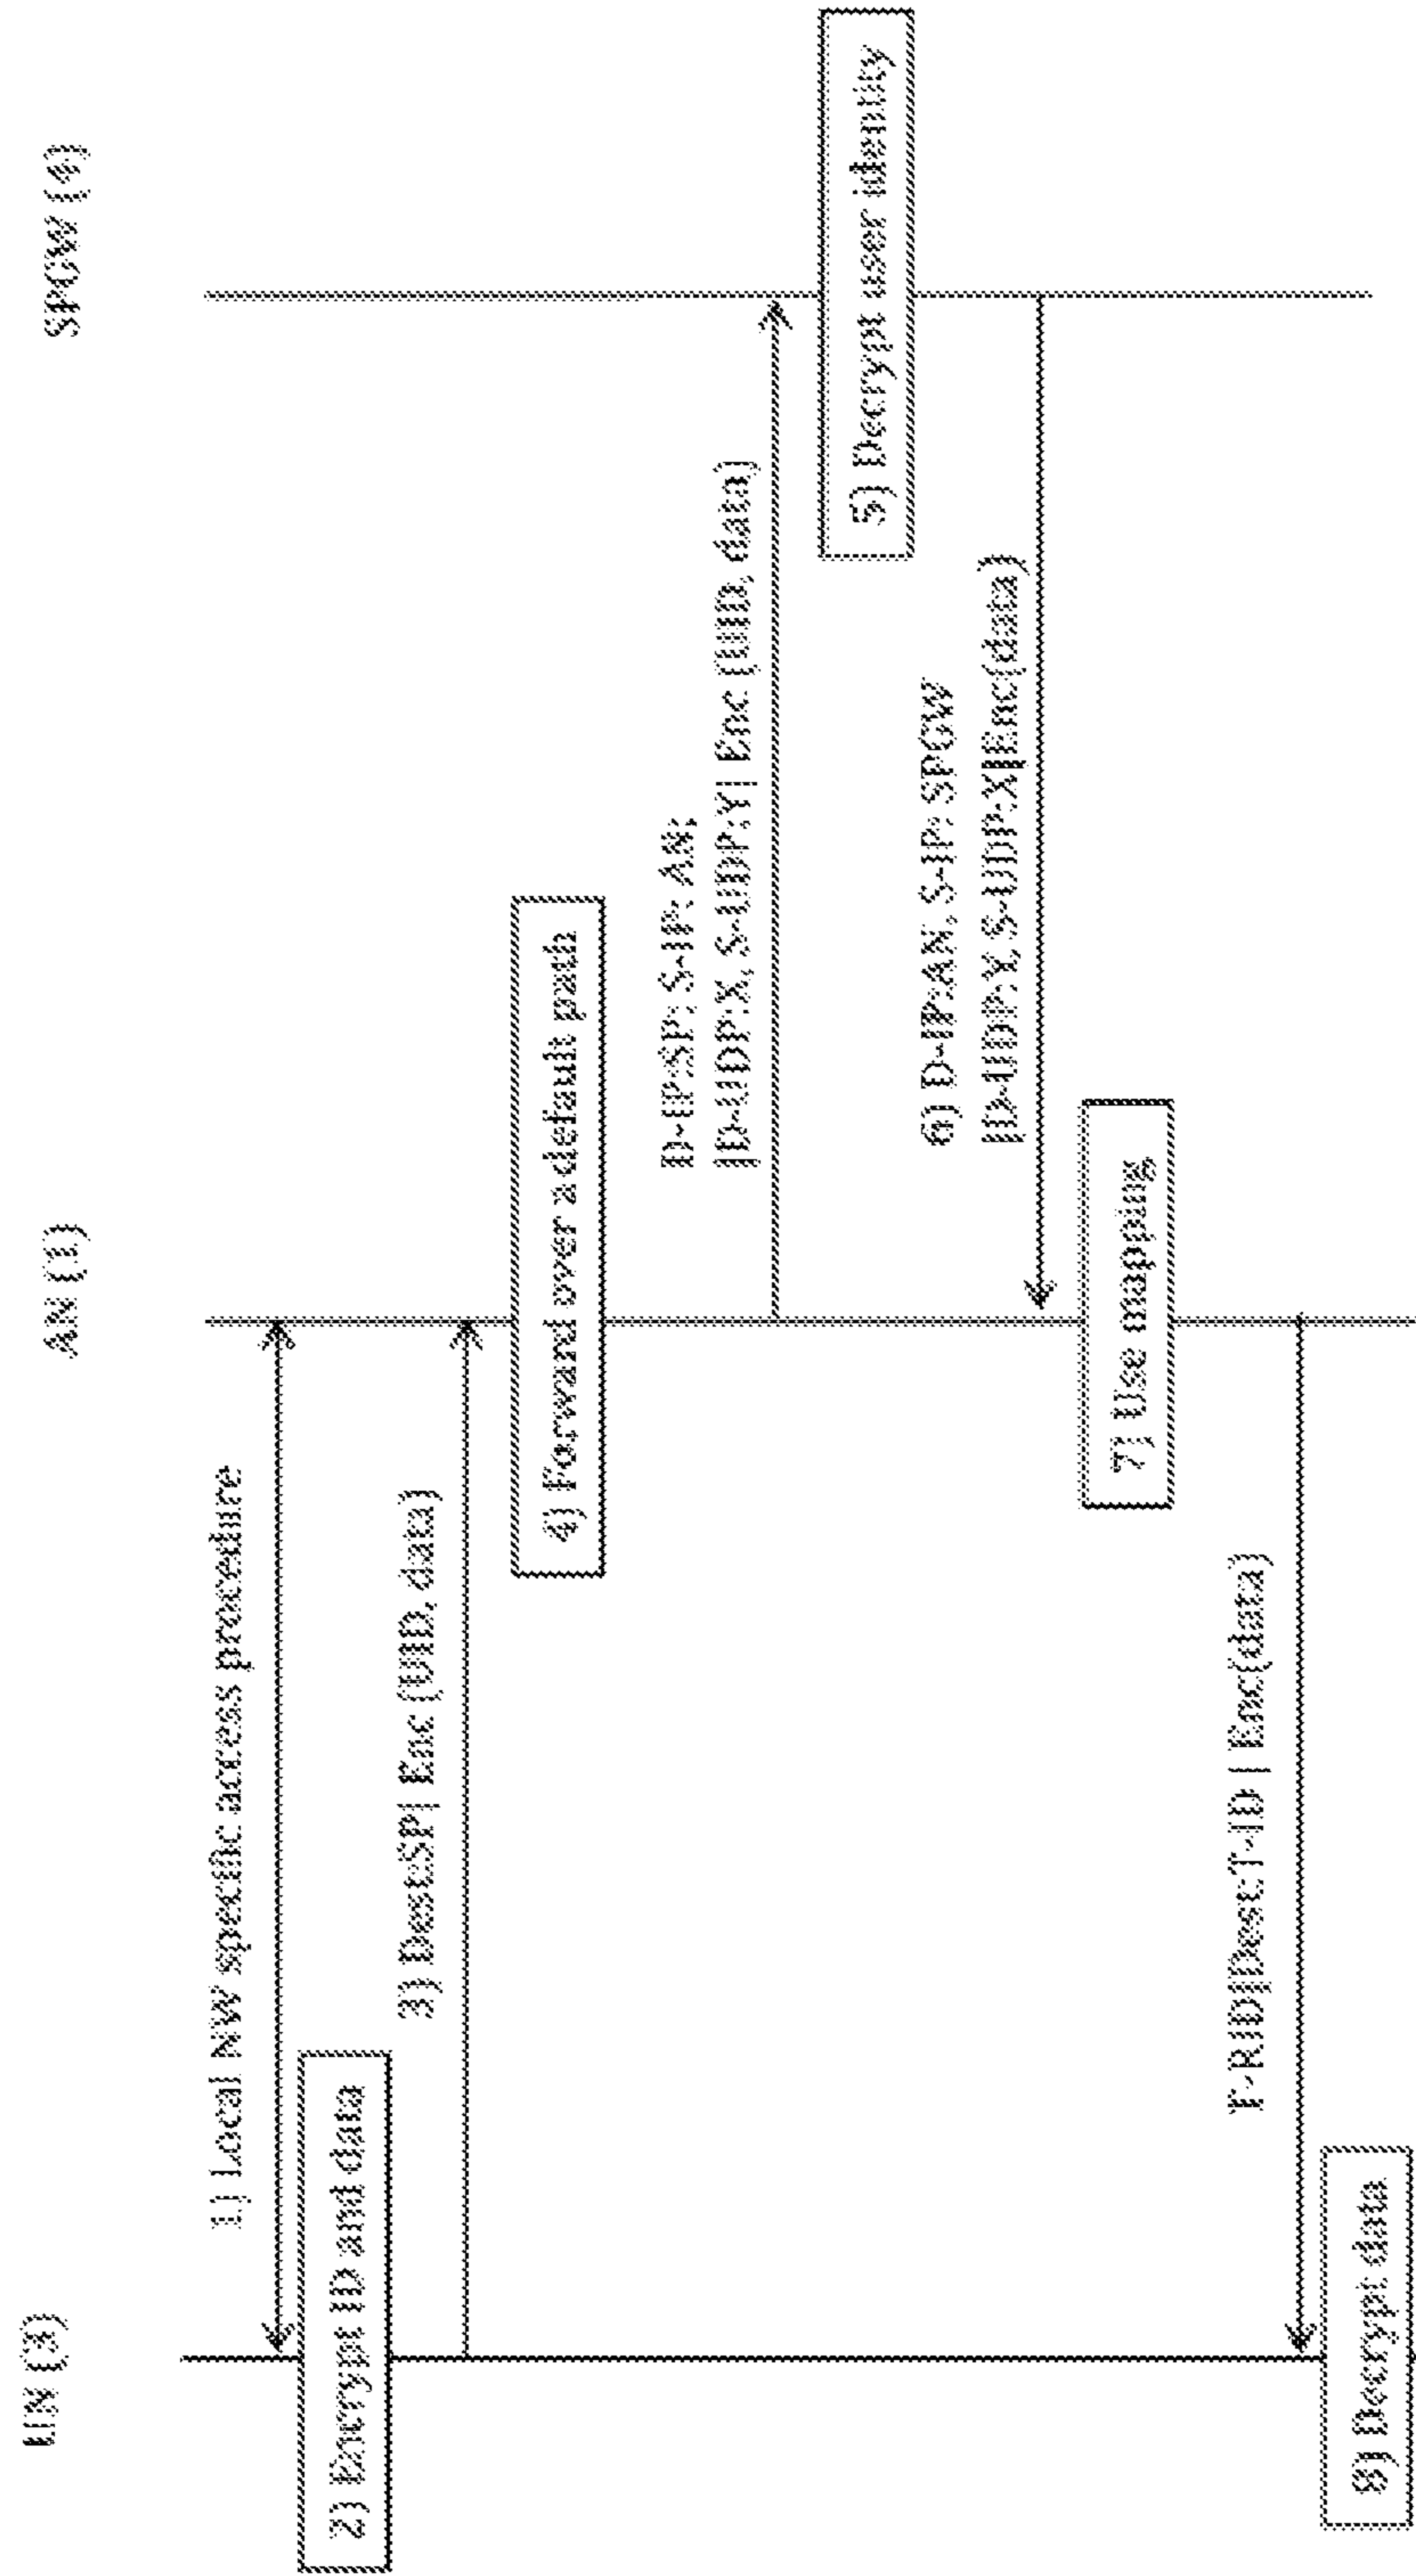 UN (3)
AN (1)
SPGW (4)
1) Local NW specific access procedure
2) Encrypt ID and data
3) Dest:SP| Enc (UID, data)
4) Forward over a default path
D-IP:SP; S-IP: AN;
|D-UDP:X, S-UDP:Y| Enc (UID, data)
5) Decrypt user identity
6) D-IP:AN, S-IP: SPGW
|D-UDP:Y, S-UDP:X|Enc(data)
7) Use mapping
T-RID|Dest:T-ID | Enc(data)
8) Decrypt data